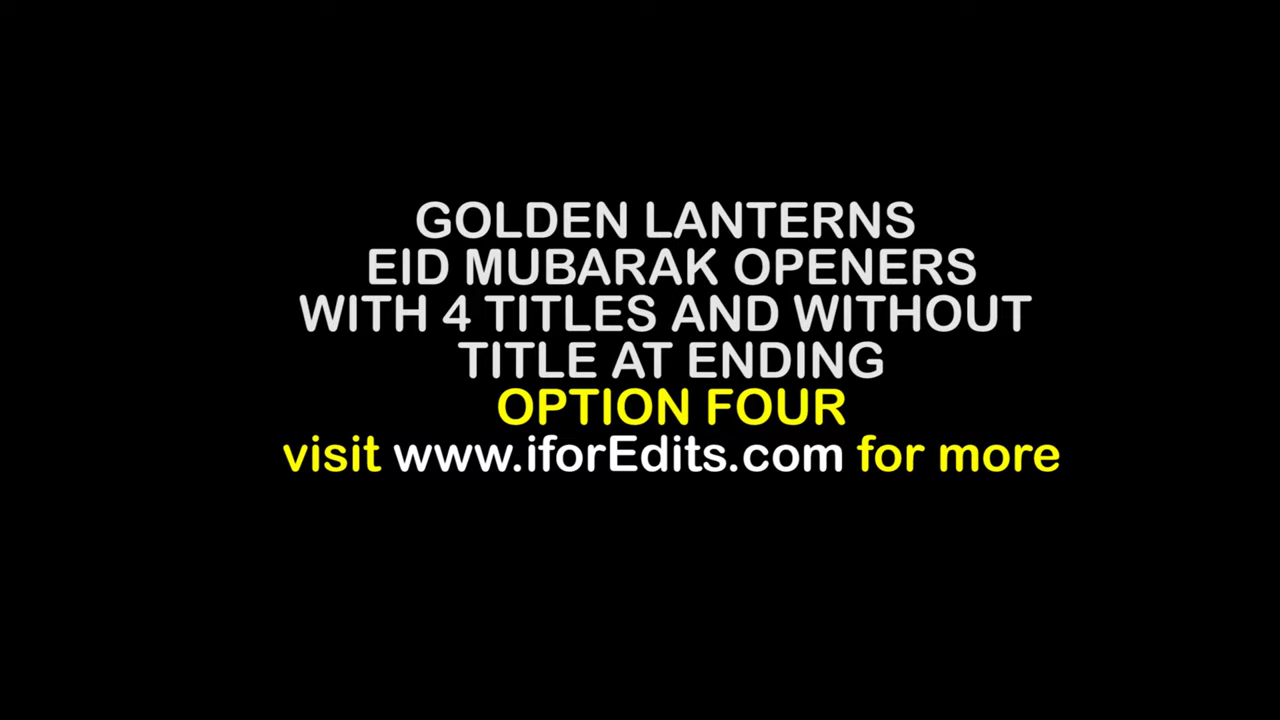 GOLDEN LANTERNS
EID MUBARAK OPENERS
WITH 4 TITLES AND WITHOUT
TITLE AT ENDING
OPTION FOUR
visit www.iforEdits.com for more